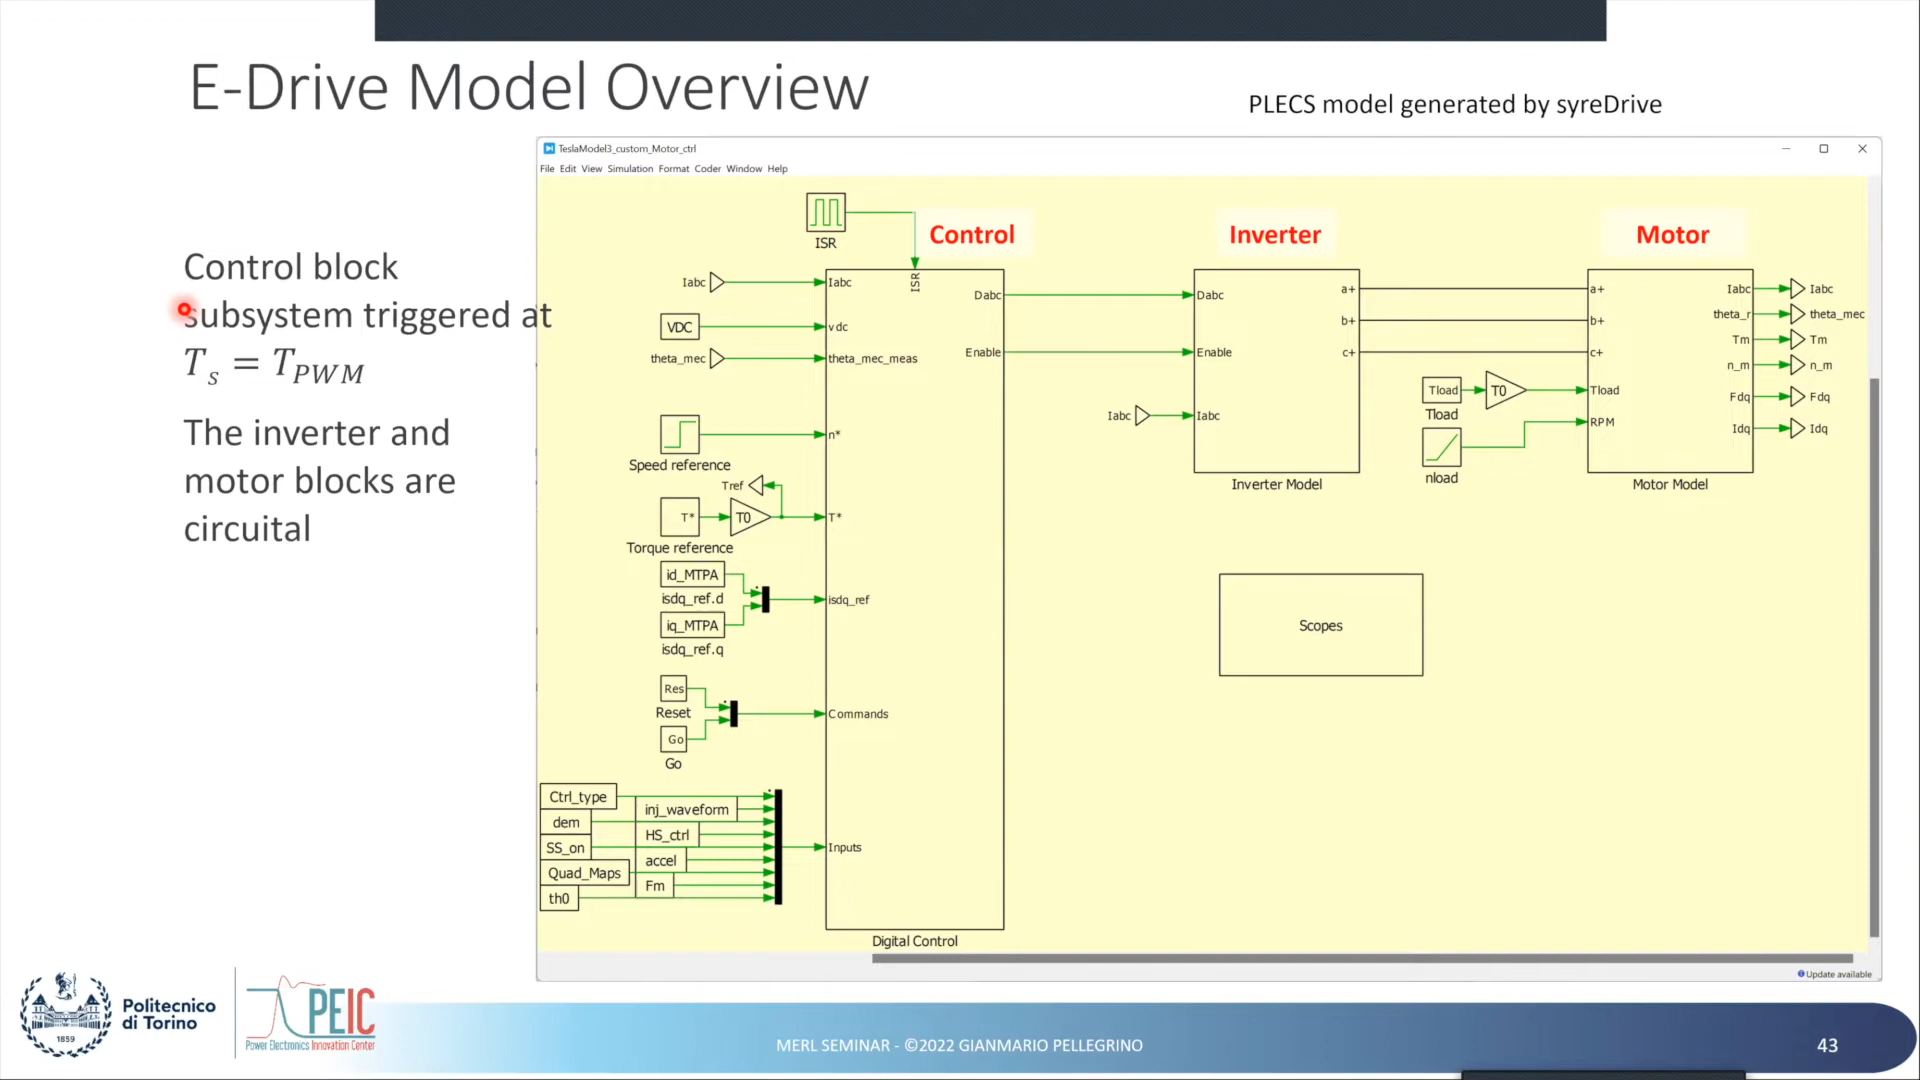 E-Drive Model Overview
PLECS model generated by syreDrive
Control block
subsystem triggered at
T_s = T_PWM
The inverter and
motor blocks are
circuital
TeslaModel3_custom_Motor_ctrl
File Edit View Simulation Format Coder Window Help
ISR
Control
Inverter
Motor
Iabc
VDC
theta_mec
Speed reference
Tref
T*
T0
Torque reference
id_MTPA
isdq_ref.d
iq_MTPA
isdq_ref.q
Res
Reset
Go
Go
Ctrl_type
inj_waveform
dem
HS_ctrl
SS_on
accel
Quad_Maps
Fm
th0
ISR
Iabc
vdc
theta_mec_meas
n*
T*
isdq_ref
Commands
Inputs
Dabc
Enable
Digital Control
Iabc
Dabc
Enable
Iabc
a+
b+
c+
Inverter Model
Tload
T0
Tload
nload
a+
b+
c+
Tload
RPM
Iabc
theta_r
Tm
n_m
Fdq
Idq
Motor Model
Iabc
theta_mec
Tm
n_m
Fdq
Idq
Scopes
Update available
1859
Politecnico
di Torino
PEIC
Power Electronics Innovation Center
MERL SEMINAR - ©2022 GIANMARIO PELLEGRINO
43